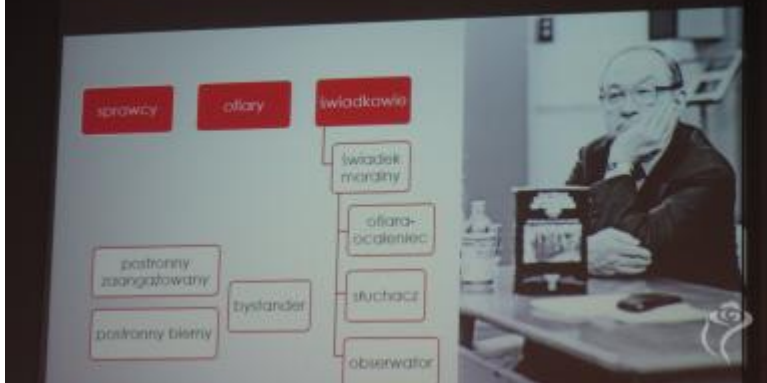 sprawcy
ofiary
świadkowie
świadek
moralny
ofiara-
ocaleniec
postronny
zaangażowany
bystander
słuchacz
postronny bierny
obserwator